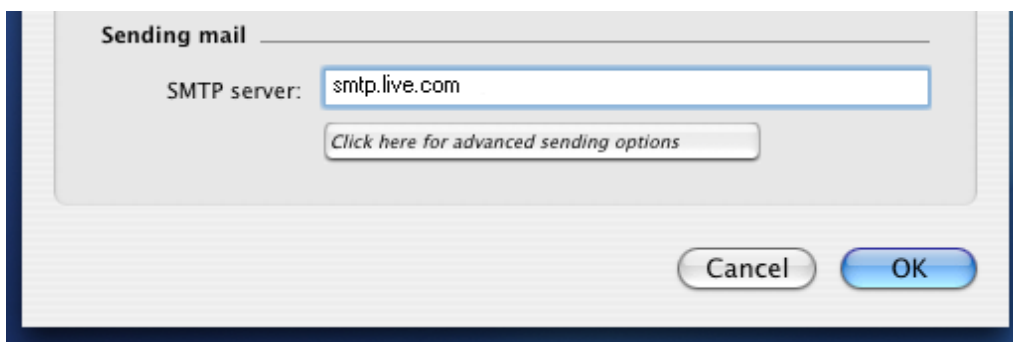 Sending mail
SMTP server: smtp.live.com
Click here for advanced sending options
Cancel OK